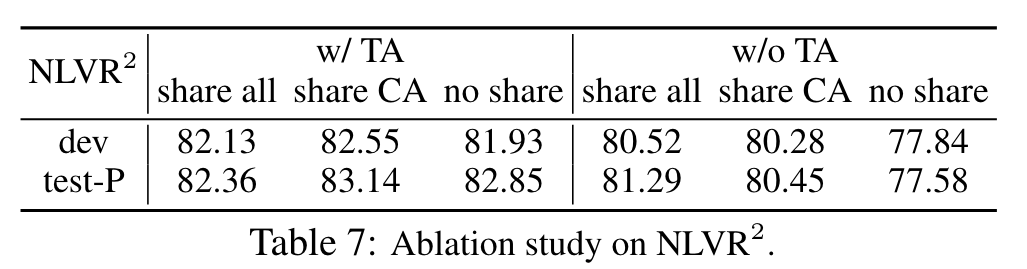 NLVR² w/ TA w/o TA
share all share CA no share share all share CA no share
dev 82.13 82.55 81.93 80.52 80.28 77.84
test-P 82.36 83.14 82.85 81.29 80.45 77.58
Table 7: Ablation study on NLVR².